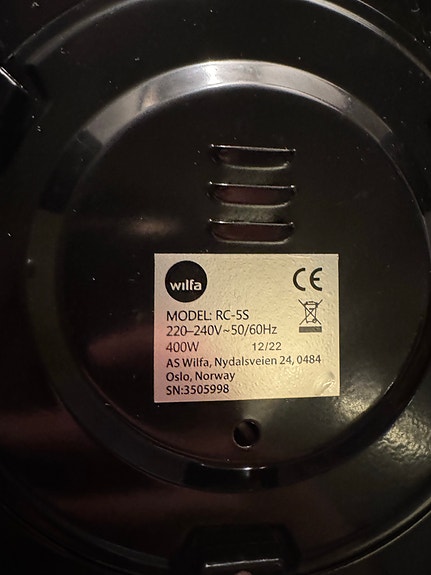 wilfa
CE
MODEL: RC-5S
220–240V~50/60Hz
400W 12/22
AS Wilfa, Nydalsveien 24, 0484
Oslo, Norway
SN:3505998